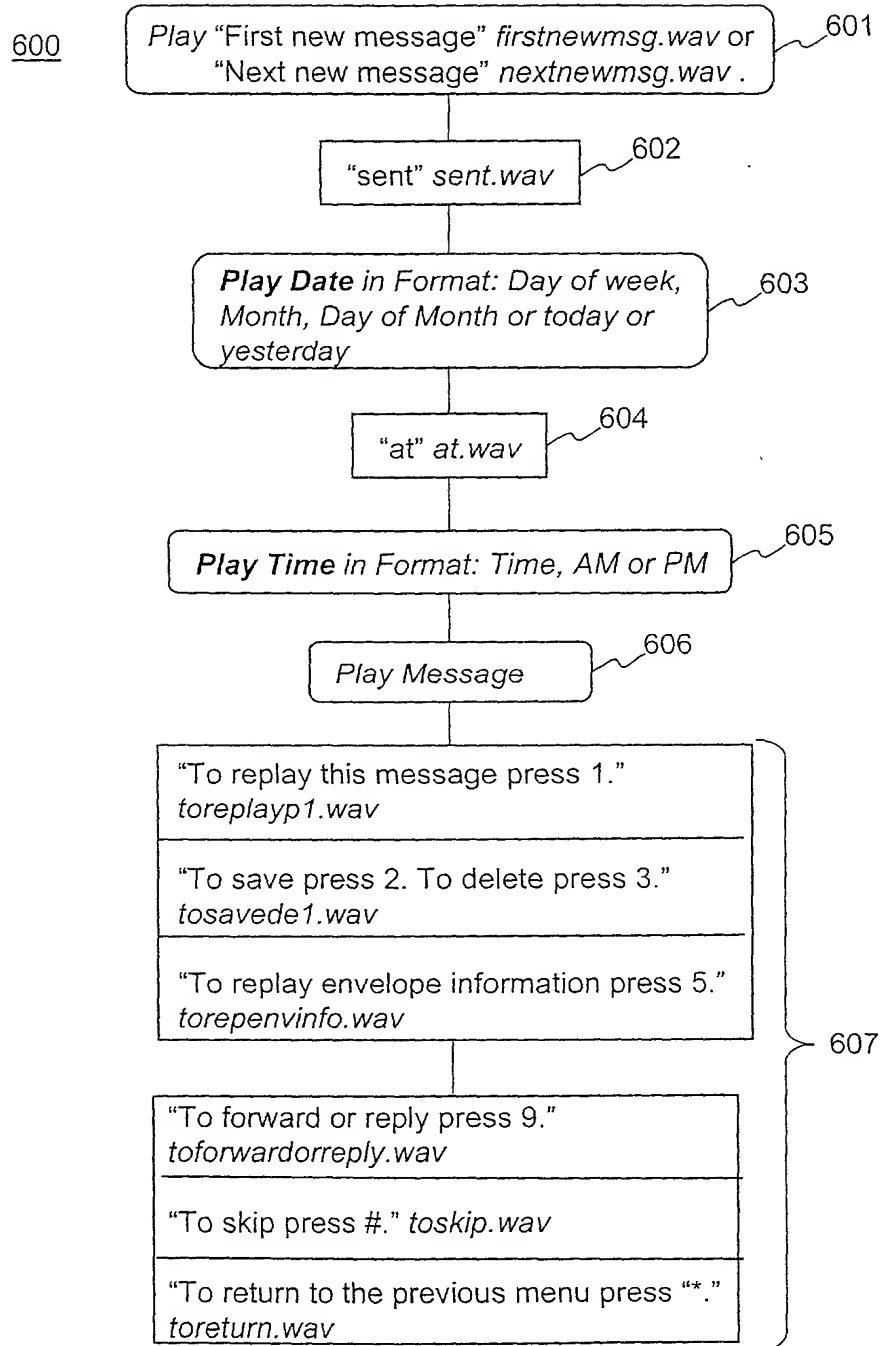 600
Play “First new message” firstnewmsg.wav or
“Next new message” nextnewmsg.wav .
601
“sent” sent.wav
602
Play Date in Format: Day of week,
Month, Day of Month or today or
yesterday
603
“at” at.wav
604
Play Time in Format: Time, AM or PM
605
Play Message
606
“To replay this message press 1.”
toreplayp1.wav
“To save press 2. To delete press 3.”
tosavede1.wav
“To replay envelope information press 5.”
torepenvinfo.wav
607
“To forward or reply press 9.”
toforwardorreply.wav
“To skip press #.” toskip.wav
“To return to the previous menu press “*.”
toreturn.wav